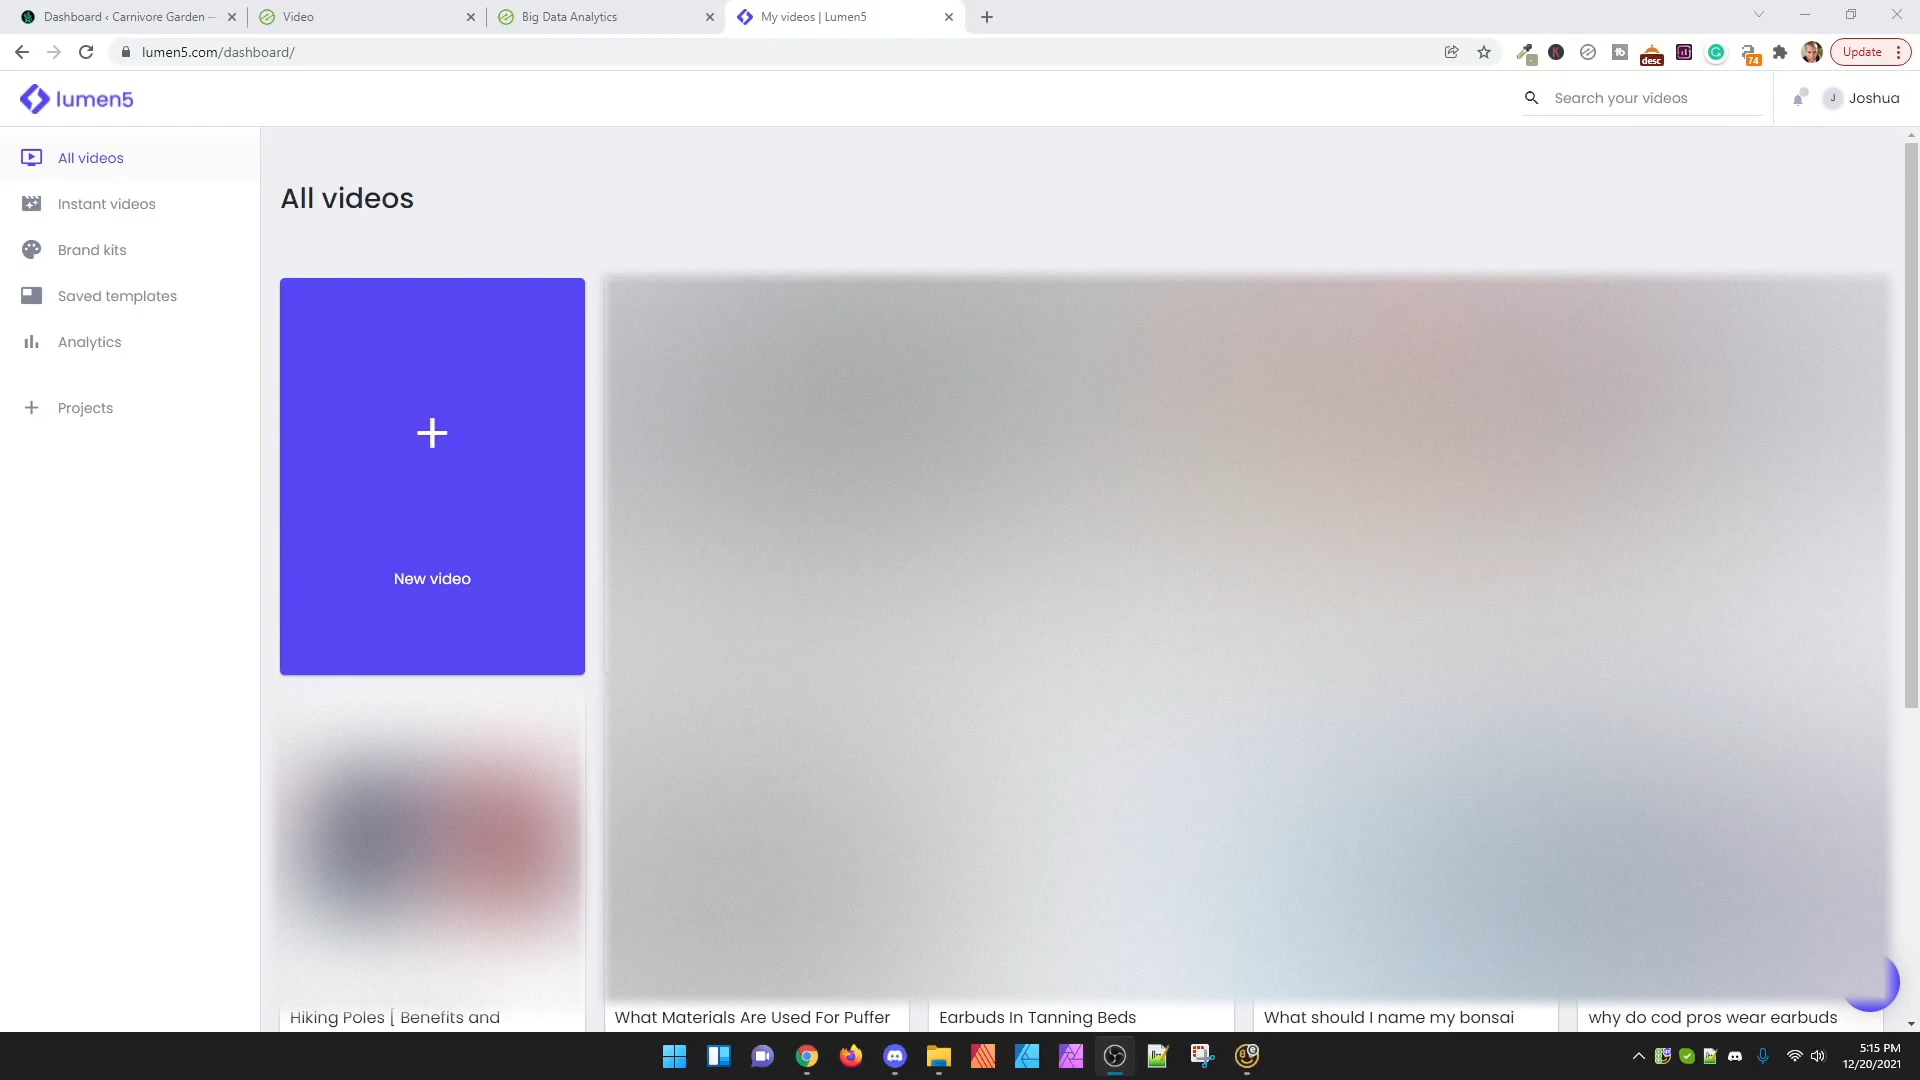 Dashboard ‹ Carnivore Garden —
Video
Big Data Analytics
My videos | Lumen5
lumen5.com/dashboard/
desc
74
Update
lumen5
Search your videos
J
Joshua
All videos
Instant videos
Brand kits
Saved templates
Analytics
Projects
All videos
New video
Hiking Poles [ Benefits and
What Materials Are Used For Puffer
Earbuds In Tanning Beds
What should I name my bonsai
why do cod pros wear earbuds
5:15 PM
12/20/2021